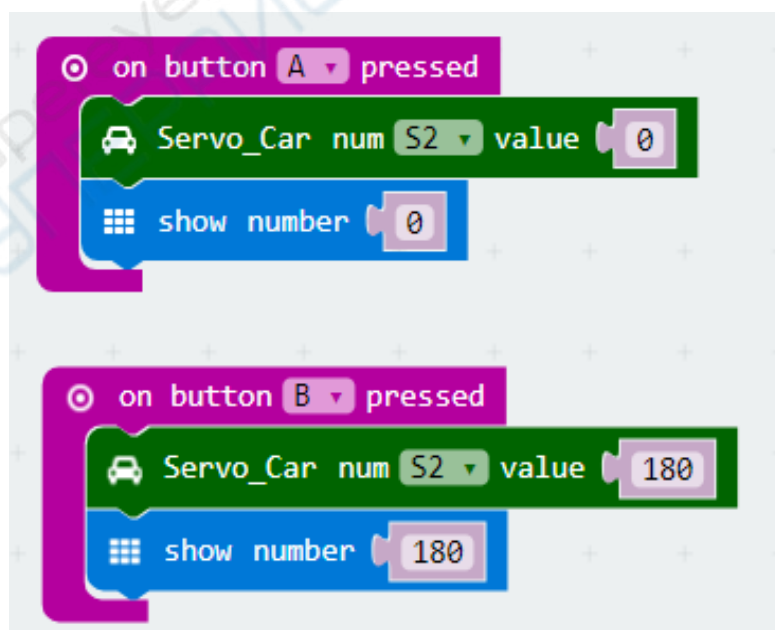 on button A pressed
Servo_Car num S2 value 0
show number 0
on button B pressed
Servo_Car num S2 value 180
show number 180